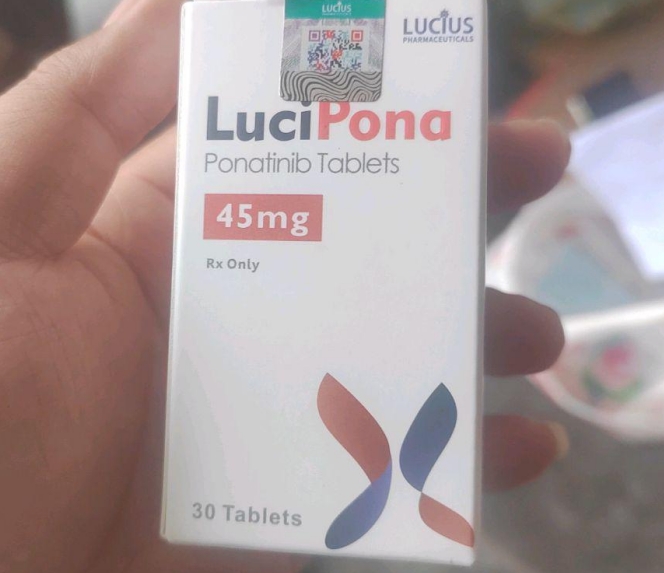 LUCIUS
LUCIUS
PHARMACEUTICALS
LuciPona
Ponatinib Tablets
45mg
Rx Only
30 Tablets